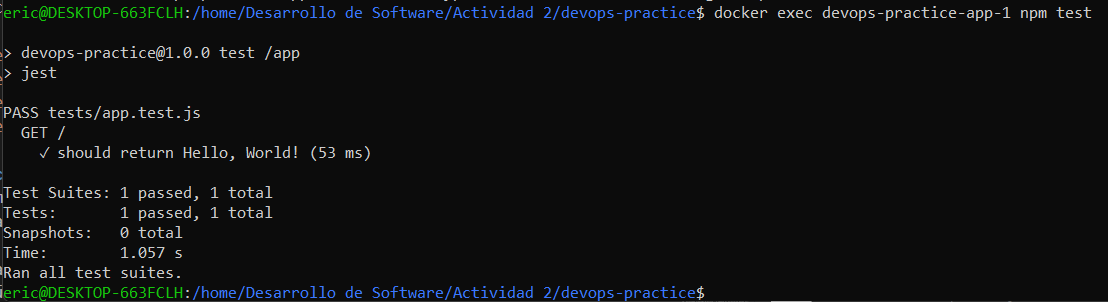 eric@DESKTOP-663FCLH:/home/Desarrollo de Software/Actividad 2/devops-practice$ docker exec devops-practice-app-1 npm test
> devops-practice@1.0.0 test /app
> jest
PASS tests/app.test.js
GET /
✓ should return Hello, World! (53 ms)
Test Suites: 1 passed, 1 total
Tests:       1 passed, 1 total
Snapshots:   0 total
Time:        1.057 s
Ran all test suites.
eric@DESKTOP-663FCLH:/home/Desarrollo de Software/Actividad 2/devops-practice$